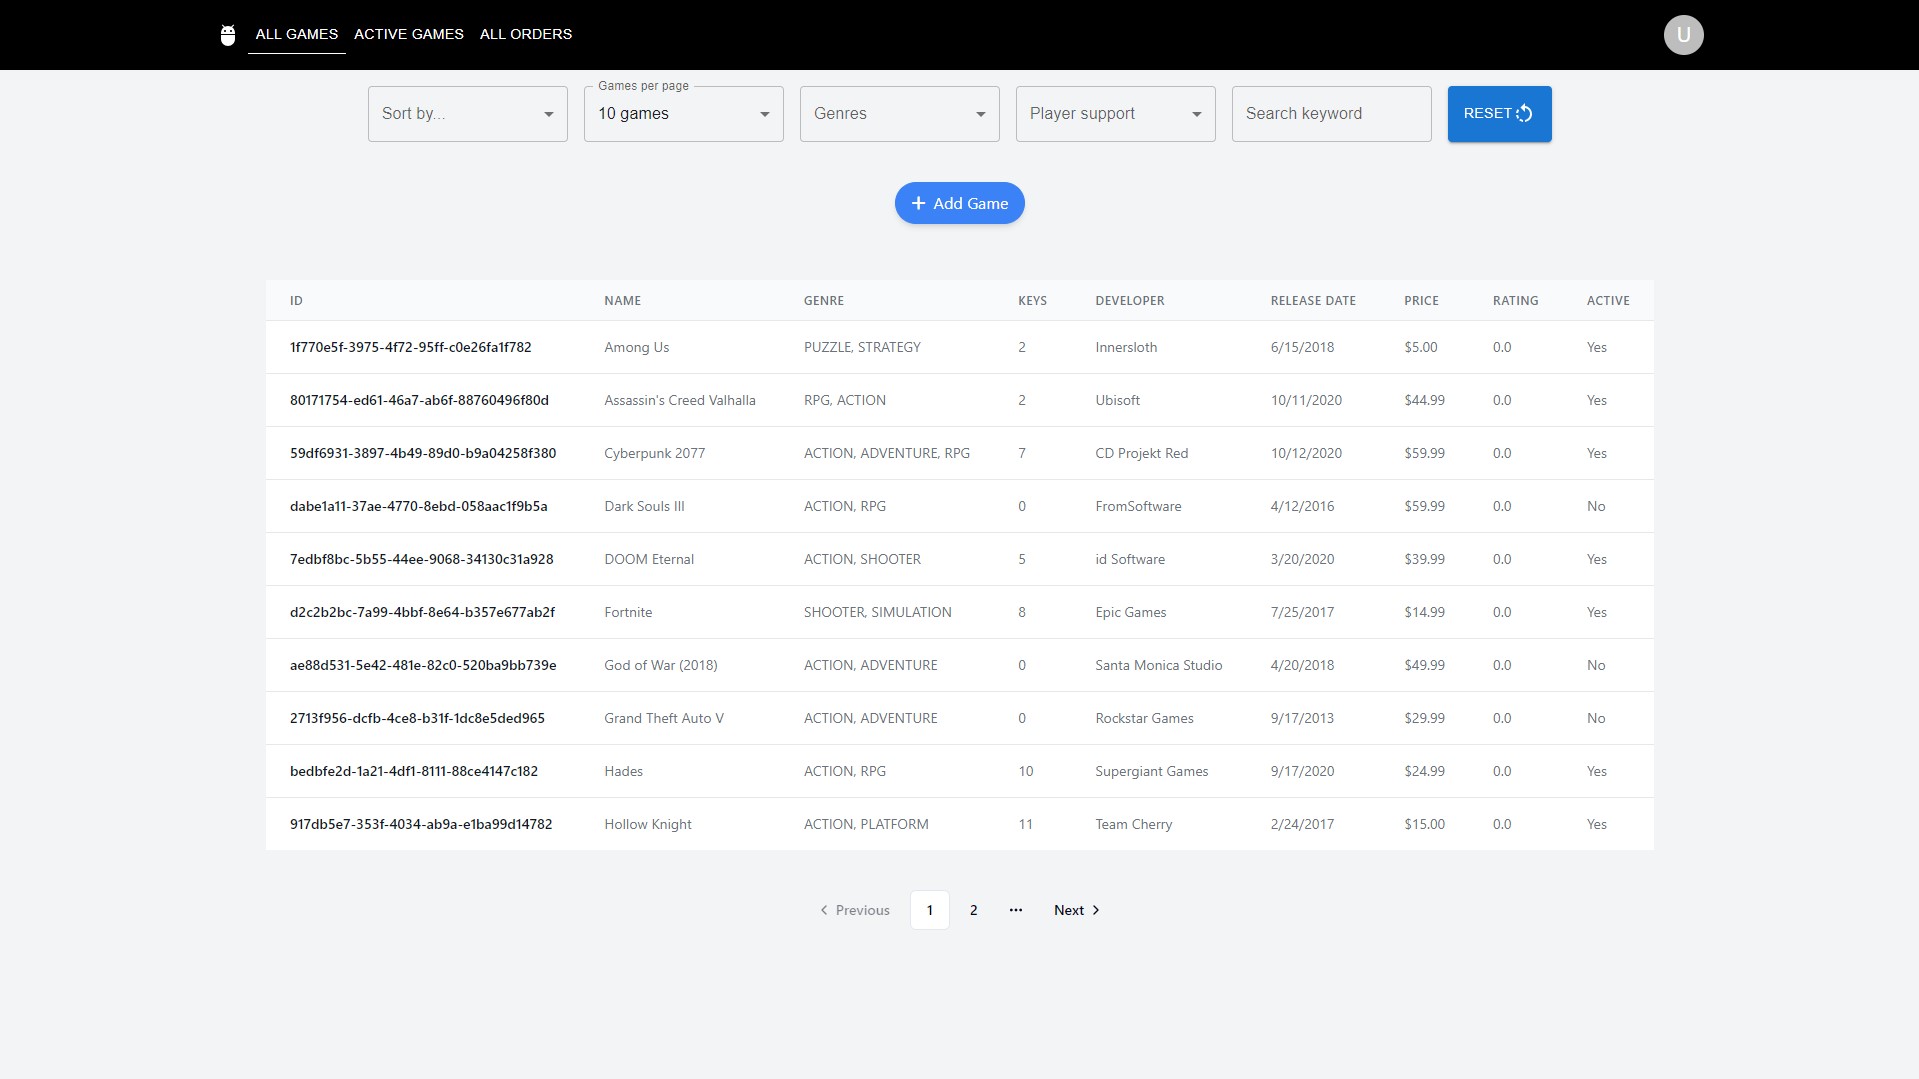 ALL GAMES ACTIVE GAMES ALL ORDERS U
Games per page
Sort by... 10 games Genres Player support Search keyword RESET
+ Add Game
ID NAME GENRE KEYS DEVELOPER RELEASE DATE PRICE RATING ACTIVE
1f770e5f-3975-4f72-95ff-c0e26fa1f782 Among Us PUZZLE, STRATEGY 2 Innersloth 6/15/2018 $5.00 0.0 Yes
80171754-ed61-46a7-ab6f-88760496f80d Assassin's Creed Valhalla RPG, ACTION 2 Ubisoft 10/11/2020 $44.99 0.0 Yes
59df6931-3897-4b49-89d0-b9a04258f380 Cyberpunk 2077 ACTION, ADVENTURE, RPG 7 CD Projekt Red 10/12/2020 $59.99 0.0 Yes
dabe1a11-37ae-4770-8ebd-058aac1f9b5a Dark Souls III ACTION, RPG 0 FromSoftware 4/12/2016 $59.99 0.0 No
7edbf8bc-5b55-44ee-9068-34130c31a928 DOOM Eternal ACTION, SHOOTER 5 id Software 3/20/2020 $39.99 0.0 Yes
d2c2b2bc-7a99-4bbf-8e64-b357e677ab2f Fortnite SHOOTER, SIMULATION 8 Epic Games 7/25/2017 $14.99 0.0 Yes
ae88d531-5e42-481e-82c0-520ba9bb739e God of War (2018) ACTION, ADVENTURE 0 Santa Monica Studio 4/20/2018 $49.99 0.0 No
2713f956-dcfb-4ce8-b31f-1dc8e5ded965 Grand Theft Auto V ACTION, ADVENTURE 0 Rockstar Games 9/17/2013 $29.99 0.0 No
bedbfe2d-1a21-4df1-8111-88ce4147c182 Hades ACTION, RPG 10 Supergiant Games 9/17/2020 $24.99 0.0 Yes
917db5e7-353f-4034-ab9a-e1ba99d14782 Hollow Knight ACTION, PLATFORM 11 Team Cherry 2/24/2017 $15.00 0.0 Yes
Previous 1 2 ··· Next